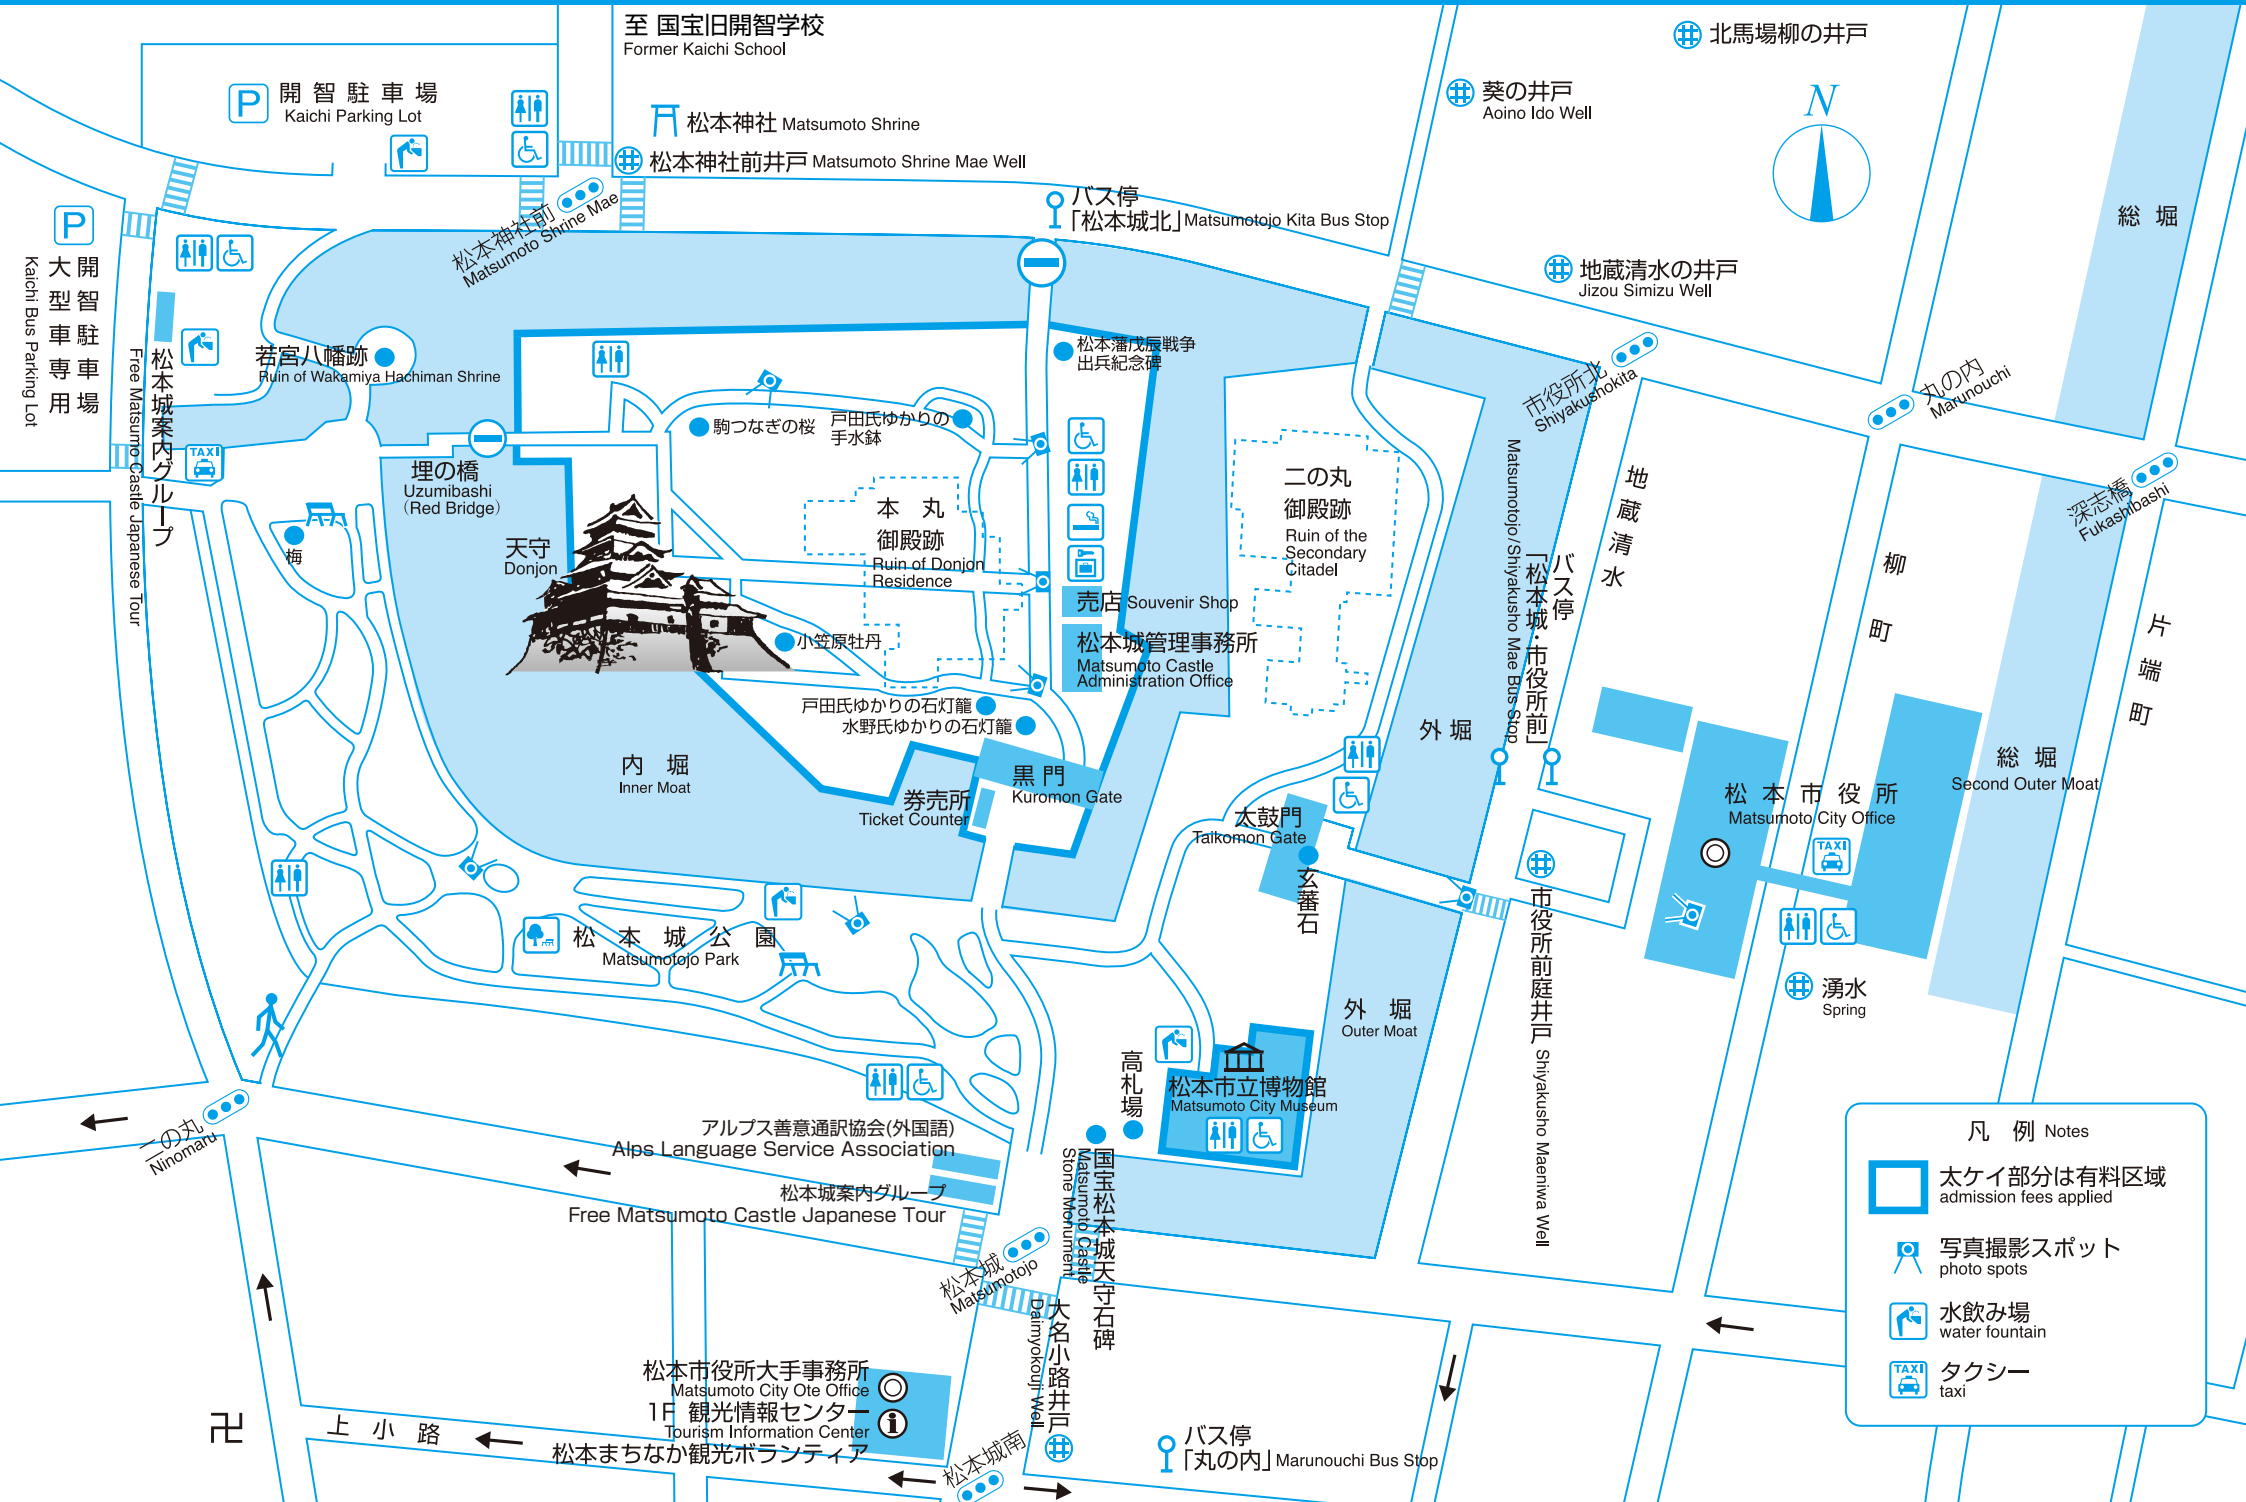 至 国宝旧開智学校
Former Kaichi School
北馬場柳の井戸
P 開智駐車場
Kaichi Parking Lot
葵の井戸
Aoino Ido Well
N
松本神社 Matsumoto Shrine
松本神社前井戸 Matsumoto Shrine Mae Well
バス停
「松本城北」Matsumotojo Kita Bus Stop
松本神社前
Matsumoto Shrine Mae
総堀
P
開智駐車場
大型車専用
Kaichi Bus Parking Lot
地蔵清水の井戸
Jizou Simizu Well
松本城案内グループ
Free Matsumo Castle Japanese Tour
若宮八幡跡
Ruin of Wakamiya Hachiman Shrine
松本藩戊辰戦争
出兵紀念碑
市役所北
Shiyakushokita
丸の内
Marunouchi
駒つなぎの桜
戸田氏ゆかりの
手水鉢
TAXI
埋の橋
Uzumibashi
(Red Bridge)
二の丸
御殿跡
Ruin of the
Secondary
Citadel
本丸
御殿跡
Ruin of Donjon
Residence
地蔵清水
深志橋
Fukashibashi
梅
天守
Donjon
柳町
バス停
「松本城・市役所前」
Matsumotojo/Shiyakusho Mae Bus Stop
売店 Souvenir Shop
片端町
小笠原牡丹
松本城管理事務所
Matsumoto Castle
Administration Office
戸田氏ゆかりの石灯籠
水野氏ゆかりの石灯籠
外堀
内堀
Inner Moat
黒門
Kuromon Gate
券売所
Ticket Counter
総堀
Second Outer Moat
松本市役所
Matsumoto City Office
TAXI
太鼓門
Taikomon Gate
玄蕃石
松本城公園
Matsumotojo Park
市役所前庭井戸 Shiyakusho Maeniwa Well
湧水
Spring
外堀
Outer Moat
高札場
松本市立博物館
Matsumoto City Museum
二の丸
Ninomaru
アルプス善意通訳協会(外国語)
Alps Language Service Association
松本城案内グループ
Free Matsumoto Castle Japanese Tour
国宝松本城天守石碑
Matsumoto Castle
Stone Monument
松本城
Matsumotojo
大名小路井戸
Daimyokouji Well
松本市役所大手事務所
Matsumoto City Ote Office
1F 観光情報センター
Tourism Information Center
松本まちなか観光ボランティア
卍
上小路
松本城南
バス停
「丸の内」Marunouchi Bus Stop
凡例 Notes
太ケイ部分は有料区域
admission fees applied
写真撮影スポット
photo spots
水飲み場
water fountain
TAXI
タクシー
taxi